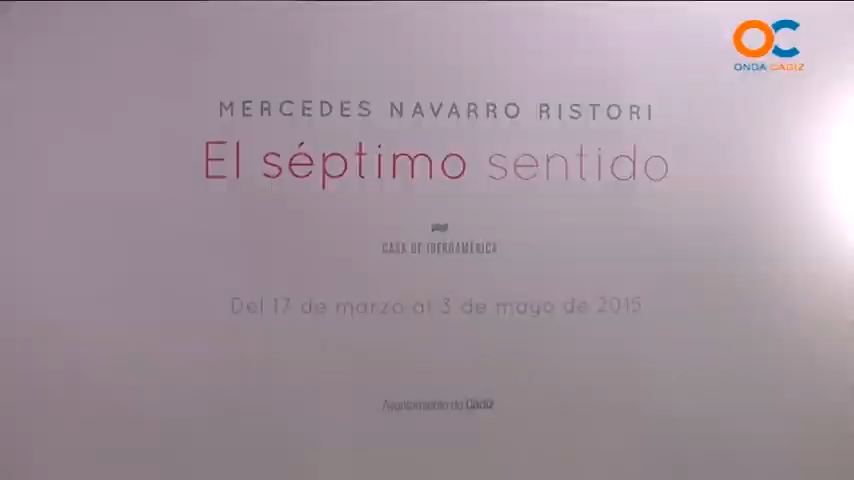 OC
ONDA CÁDIZ
MERCEDES NAVARRO RISTORI
El séptimo sentido
CASA DE IBEROAMÉRICA
Del 17 de marzo al 3 de mayo de 2015
Ayuntamiento de Cádiz